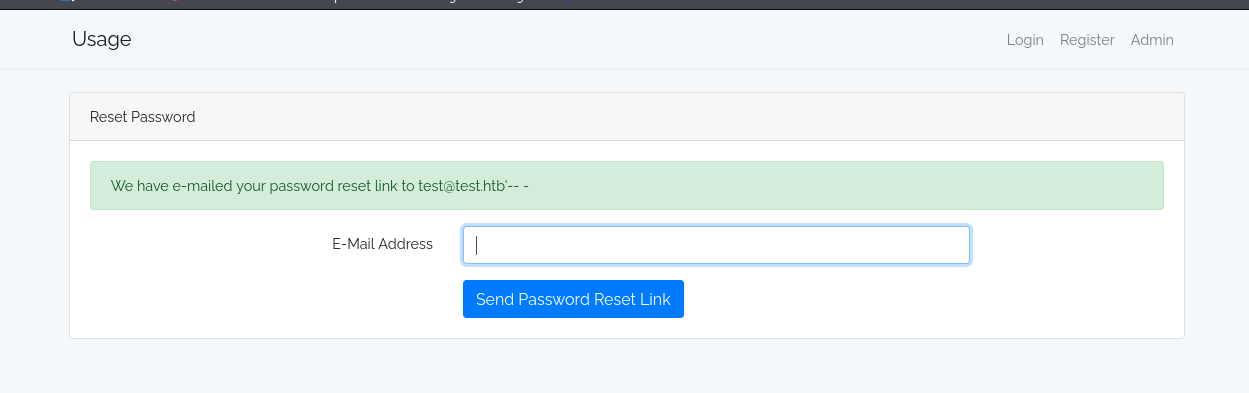 Usage
Login Register Admin
Reset Password
We have e-mailed your password reset link to test@test.htb'-- -
E-Mail Address
Send Password Reset Link